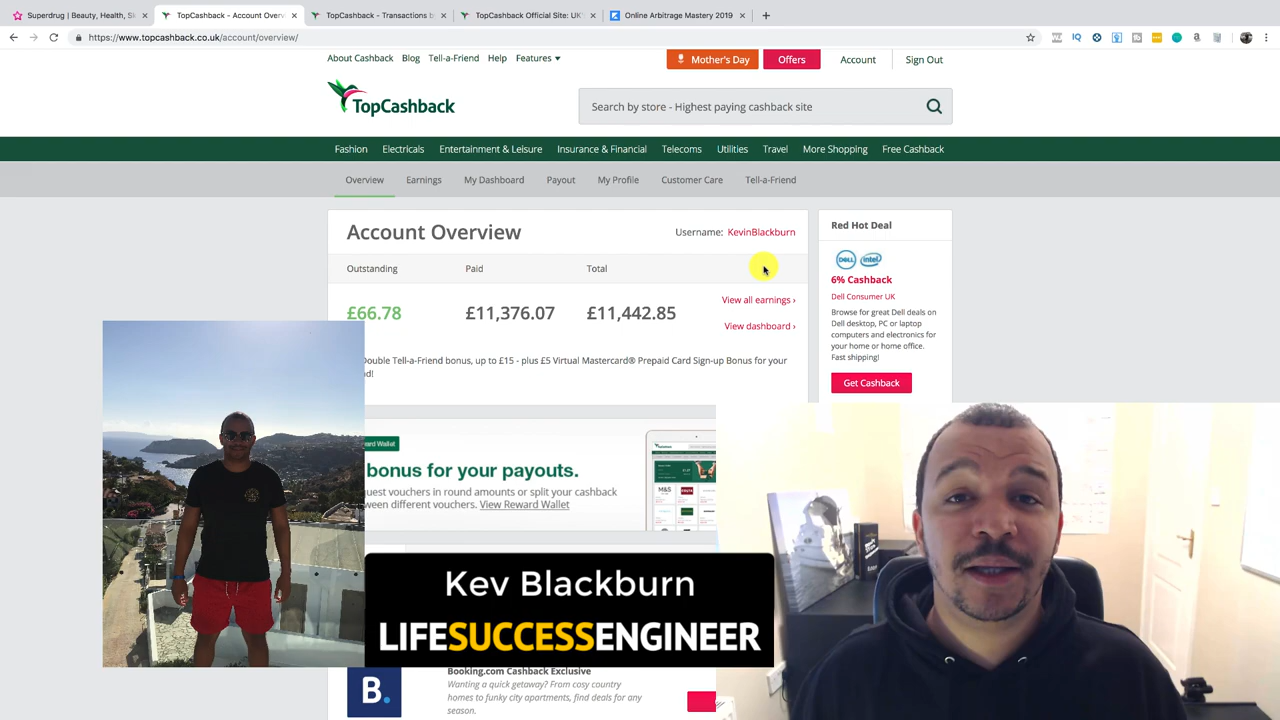 Superdrug | Beauty, Health, Sk
TopCashback - Account Overv
TopCashback - Transactions b
TopCashback Official Site: UK'
Online Arbitrage Mastery 2019
https://www.topcashback.co.uk/account/overview/
About Cashback Blog Tell-a-Friend Help Features
Mother's Day Offers Account Sign Out
TopCashback
Search by store - Highest paying cashback site
Fashion Electricals Entertainment & Leisure Insurance & Financial Telecoms Utilities Travel More Shopping Free Cashback
Overview Earnings My Dashboard Payout My Profile Customer Care Tell-a-Friend
Account Overview
Username: KevinBlackburn
Outstanding Paid Total
£66.78 £11,376.07 £11,442.85
View all earnings ›
View dashboard ›
Double Tell-a-Friend bonus, up to £15 - plus £5 Virtual Mastercard® Prepaid Card Sign-up Bonus for your
d!
Red Hot Deal
DELL intel
6% Cashback
Dell Consumer UK
Browse for great Dell deals on
Dell desktop, PC or laptop
computers and electronics for
your home or home office.
Fast shipping!
Get Cashback
ard Wallet
bonus for your payouts.
quest vouchers in round amounts or split your cashback
ween different vouchers. View Reward Wallet
M&S
Kev Blackburn
LIFESUCCESSENGINEER
B.
Booking.com Cashback Exclusive
Wanting a quick getaway? From cosy country
homes to funky city apartments, find deals for any
season.